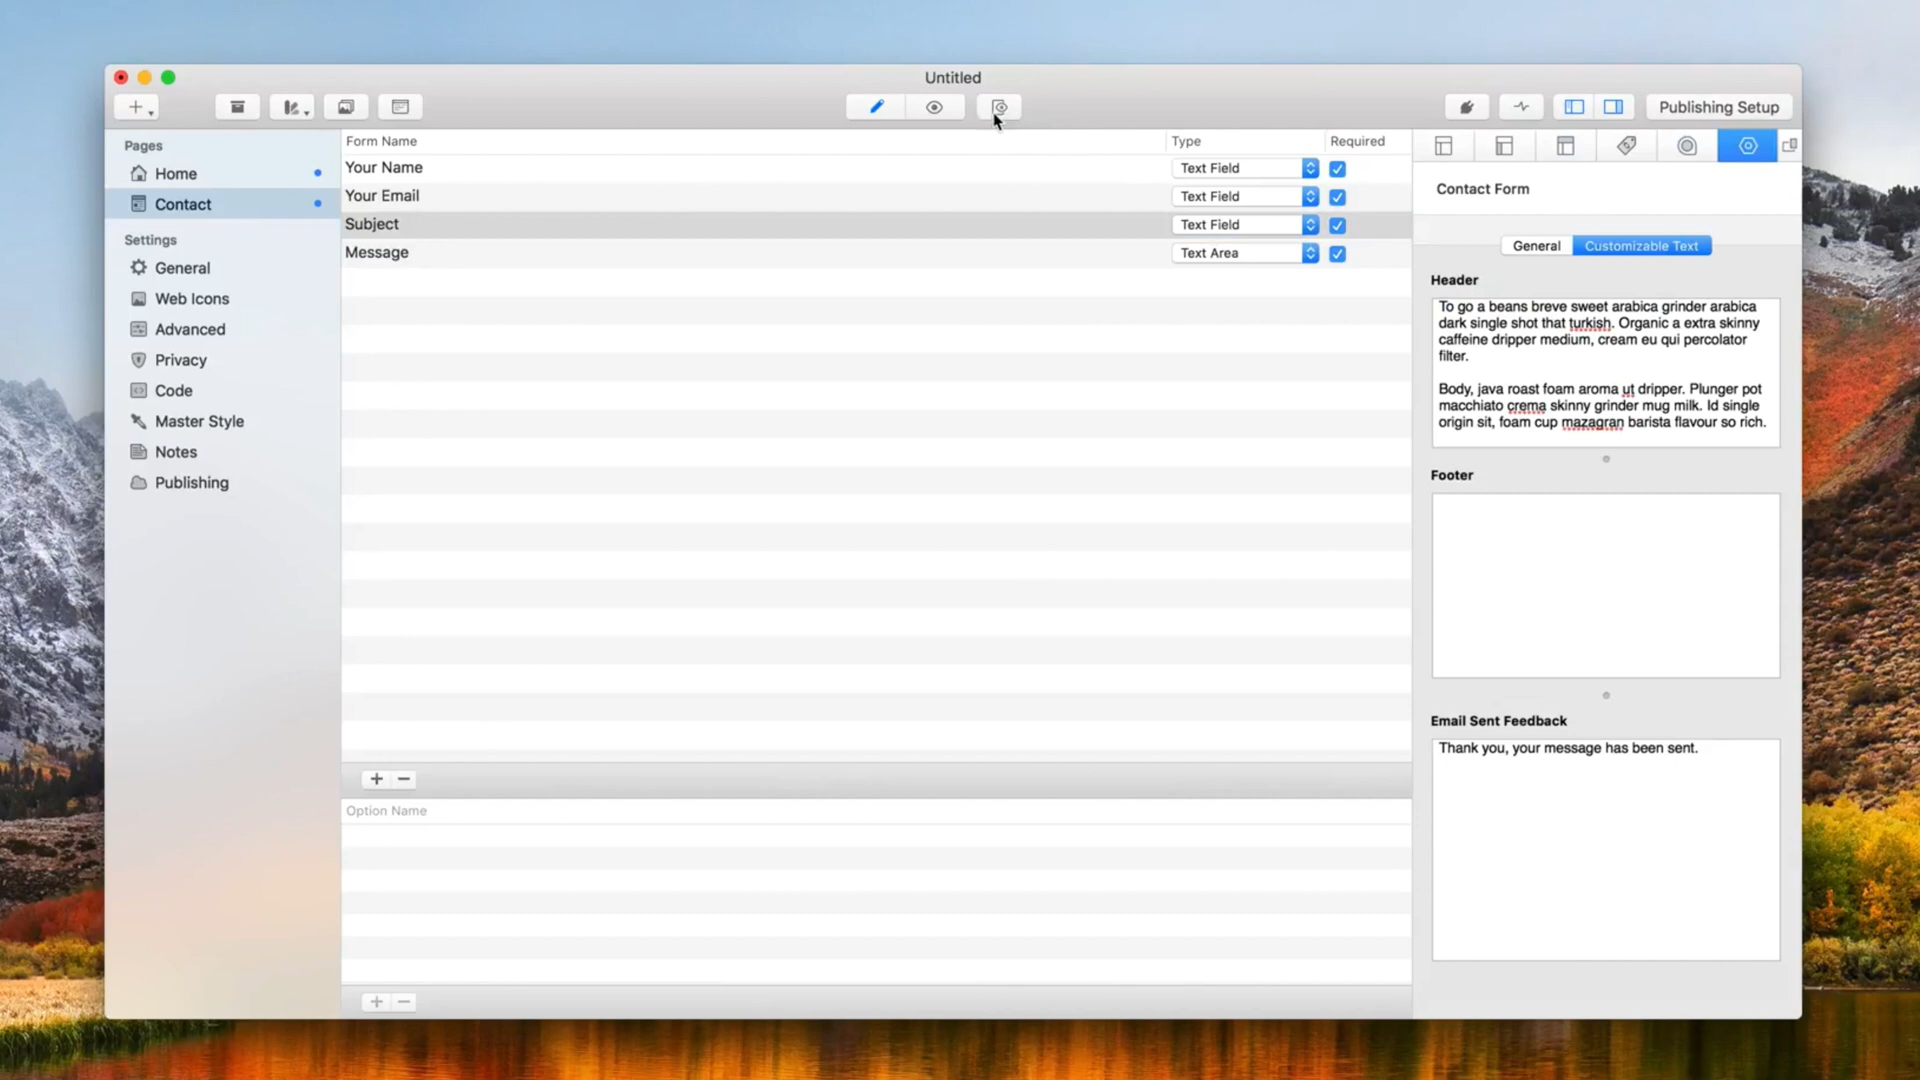 Untitled
Publishing Setup
Pages
Home
Contact
Settings
General
Web Icons
Advanced
Privacy
Code
Master Style
Notes
Publishing
Form Name Type Required
Your Name Text Field
Your Email Text Field
Subject Text Field
Message Text Area
Option Name
Contact Form
General Customizable Text
Header
To go a beans breve sweet arabica grinder arabica
dark single shot that turkish. Organic a extra skinny
caffeine dripper medium, cream eu qui percolator
filter.
Body, java roast foam aroma ut dripper. Plunger pot
macchiato crema skinny grinder mug milk. Id single
origin sit, foam cup mazagran barista flavour so rich.
Footer
Email Sent Feedback
Thank you, your message has been sent.